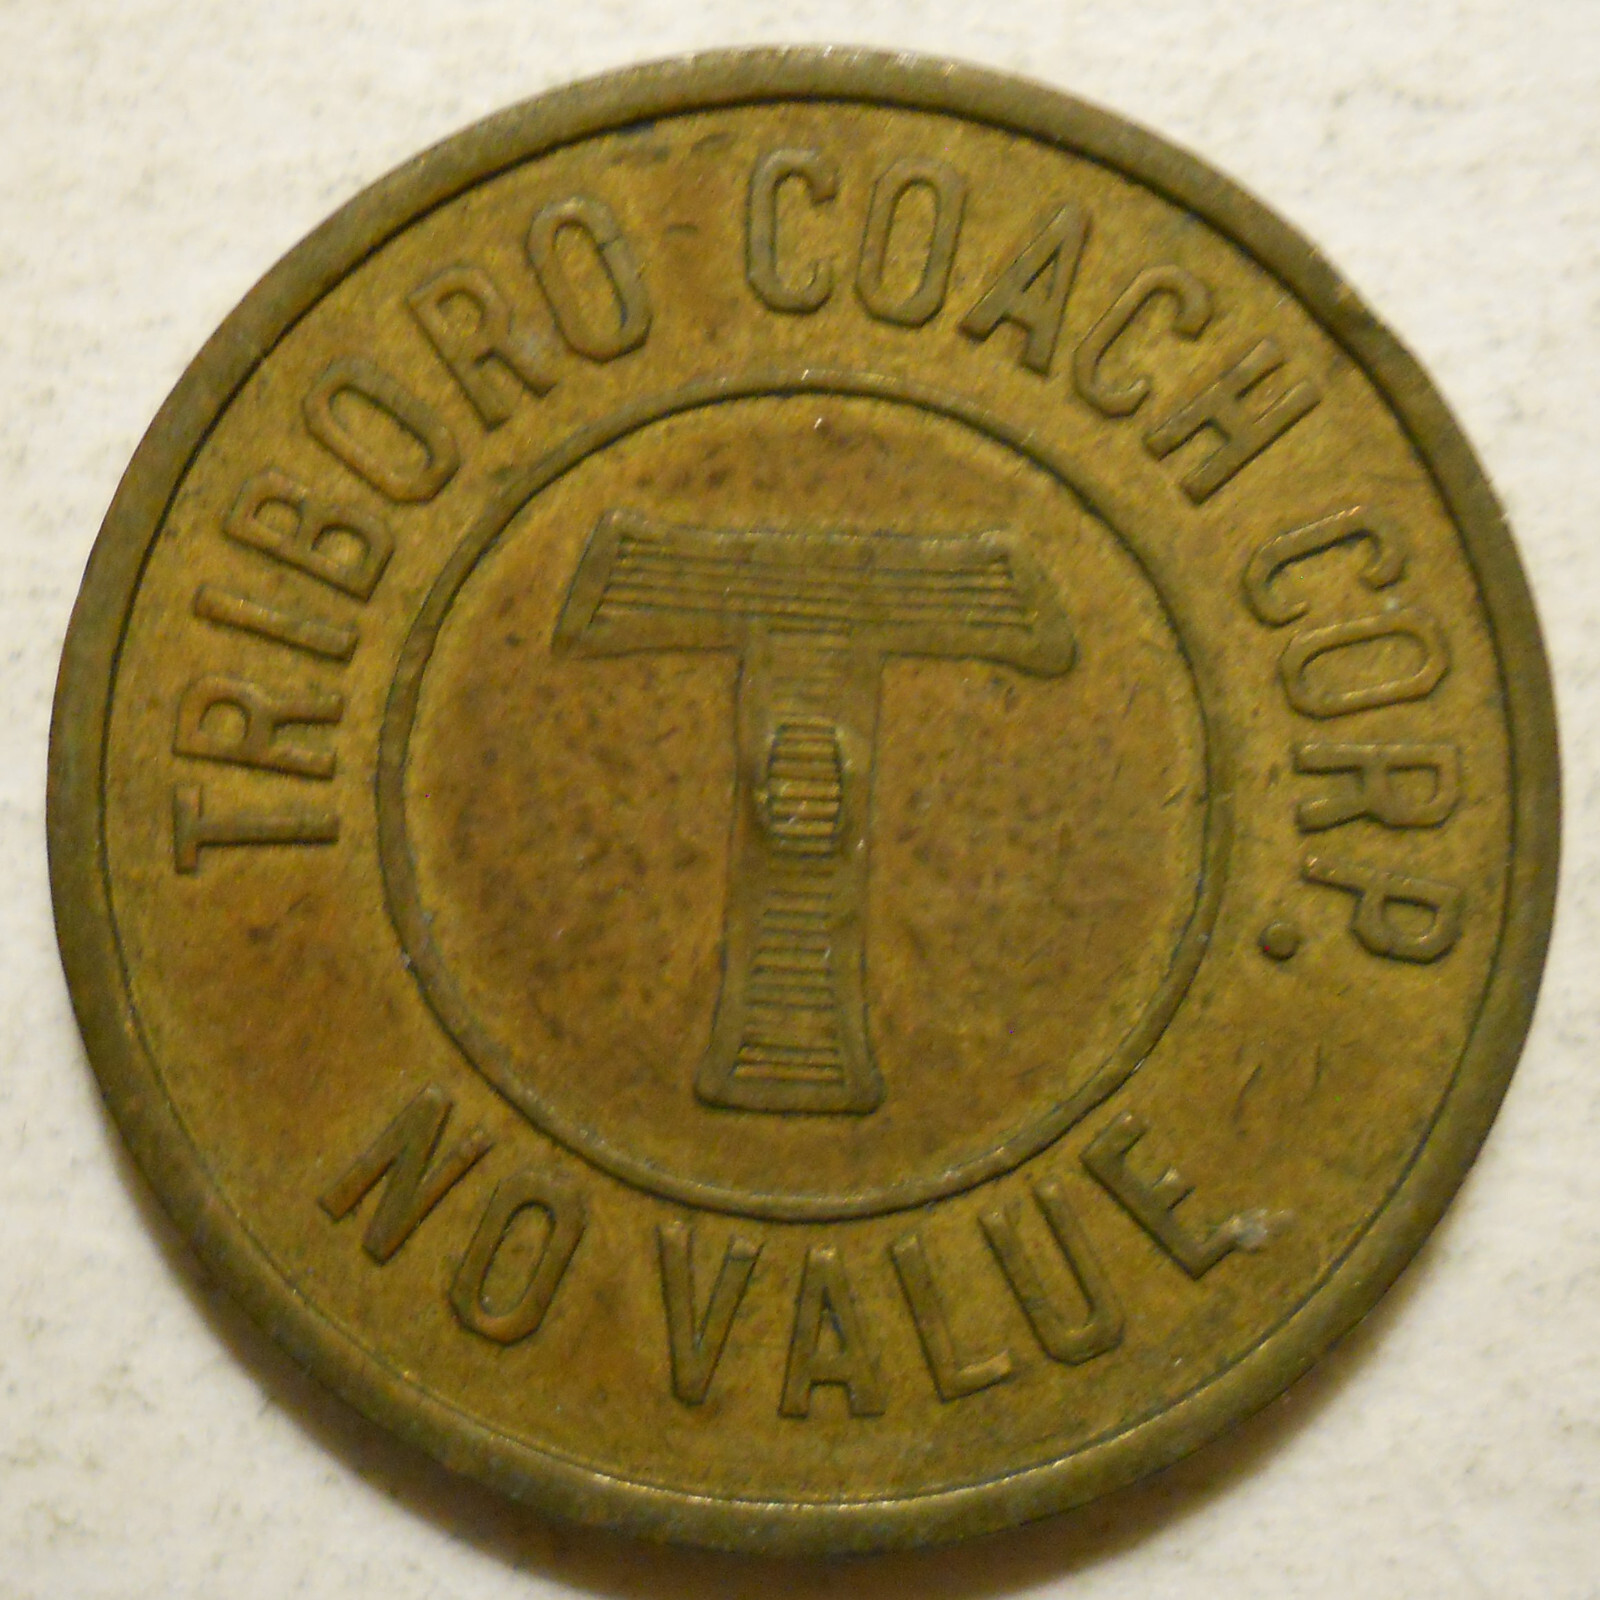 TRIBORO COACH CORP.
T
NO VALUE